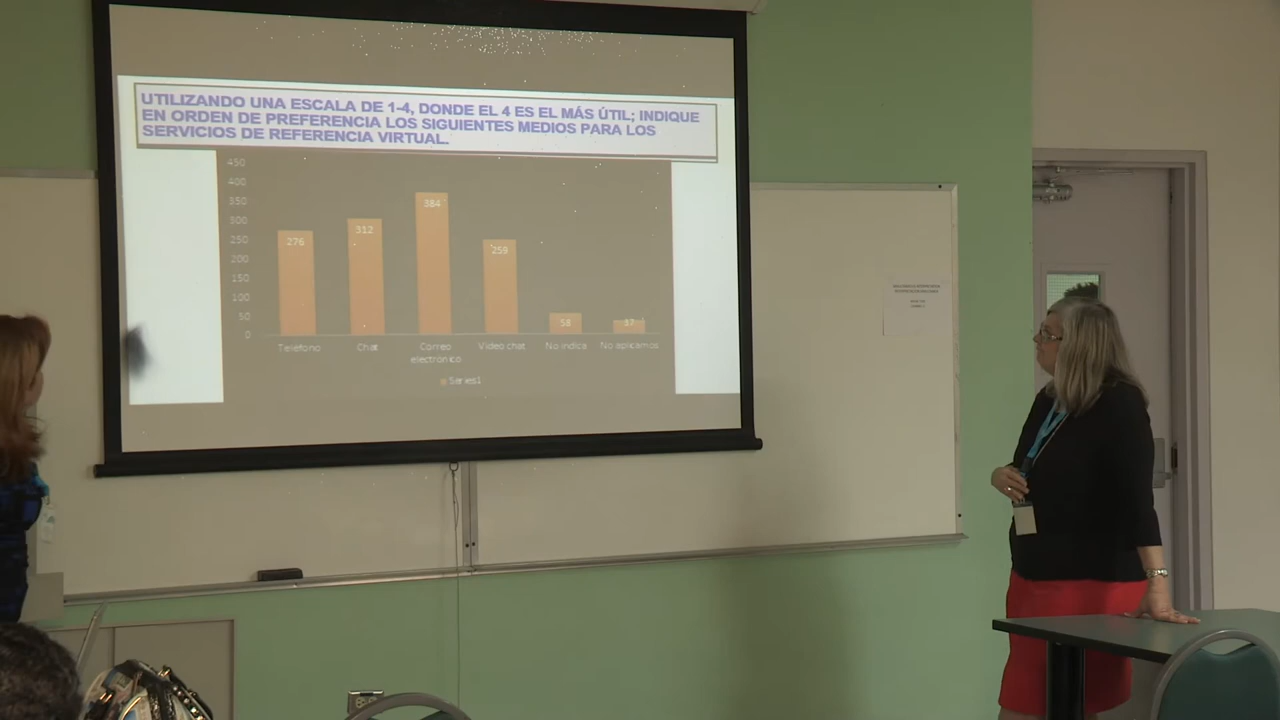 UTILIZANDO UNA ESCALA DE 1-4, DONDE EL 4 ES EL MÁS ÚTIL; INDIQUE
EN ORDEN DE PREFERENCIA LOS SIGUIENTES MEDIOS PARA LOS
SERVICIOS DE REFERENCIA VIRTUAL.
450
400
350
300
250
200
150
100
50
0
276
312
384
259
58
37
Teléfono
Chat
Correo
electrónico
Video chat
No indica
No aplicamos
Series1